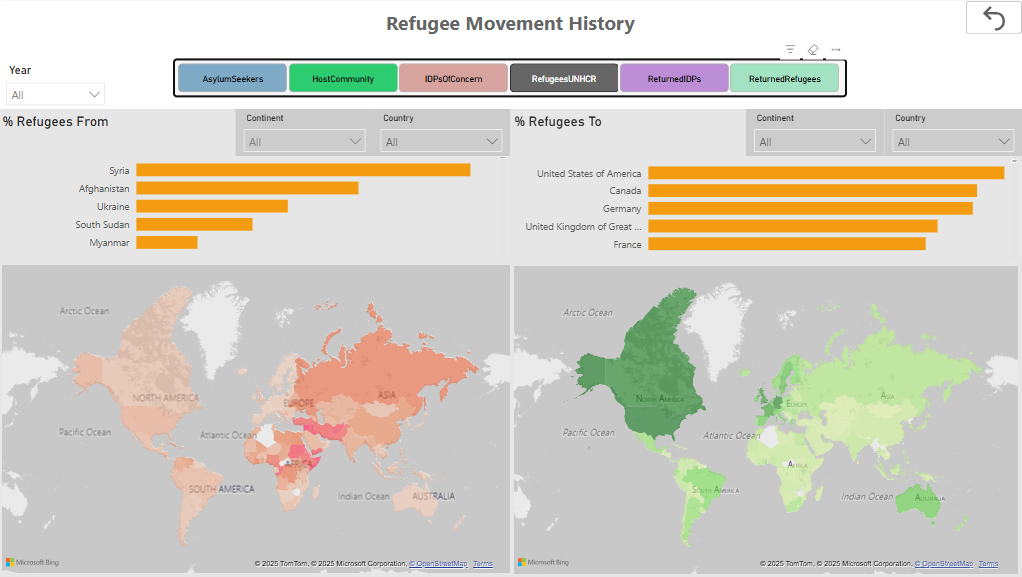 Refugee Movement History
Year
All
AsylumSeekers
HostCommunity
IDPsOfConcern
RefugeesUNHCR
ReturnedIDPs
ReturnedRefugees
% Refugees From
Continent
All
Country
All
Syria
Afghanistan
Ukraine
South Sudan
Myanmar
% Refugees To
Continent
All
Country
All
United States of America
Canada
Germany
United Kingdom of Great ...
France
Arctic Ocean
NORTH AMERICA
EUROPE
ASIA
Pacific Ocean
Atlantic Ocean
AFRICA
SOUTH AMERICA
Indian Ocean
AUSTRALIA
Microsoft Bing
© 2025 TomTom, © 2025 Microsoft Corporation, © OpenStreetMap Terms
Arctic Ocean
North America
Europe
Asia
Pacific Ocean
Atlantic Ocean
Africa
South America
Indian Ocean
Australia
Microsoft Bing
© 2025 TomTom, © 2025 Microsoft Corporation, © OpenStreetMap Terms